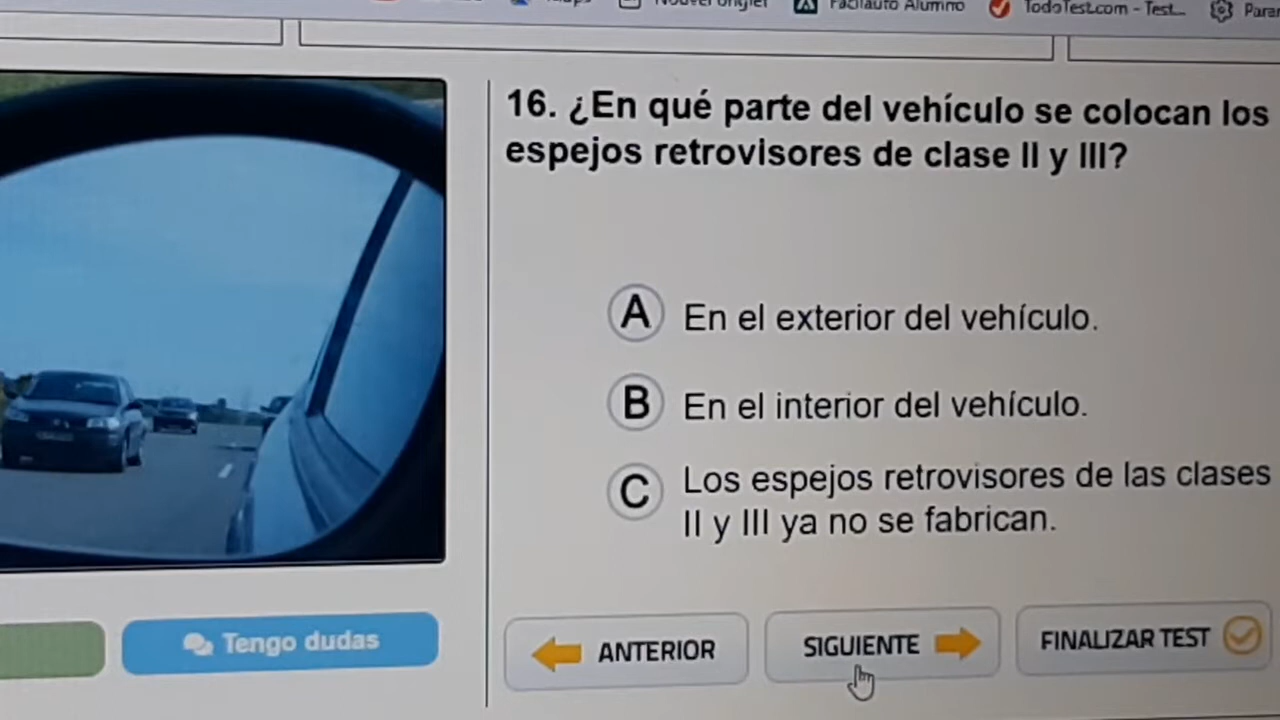 Facilauto Alumno
TodoTest.com - Test...
16. ¿En qué parte del vehículo se colocan los
espejos retrovisores de clase II y III?
A En el exterior del vehículo.
B En el interior del vehículo.
C Los espejos retrovisores de las clases
II y III ya no se fabrican.
Tengo dudas
ANTERIOR
SIGUIENTE
FINALIZAR TEST